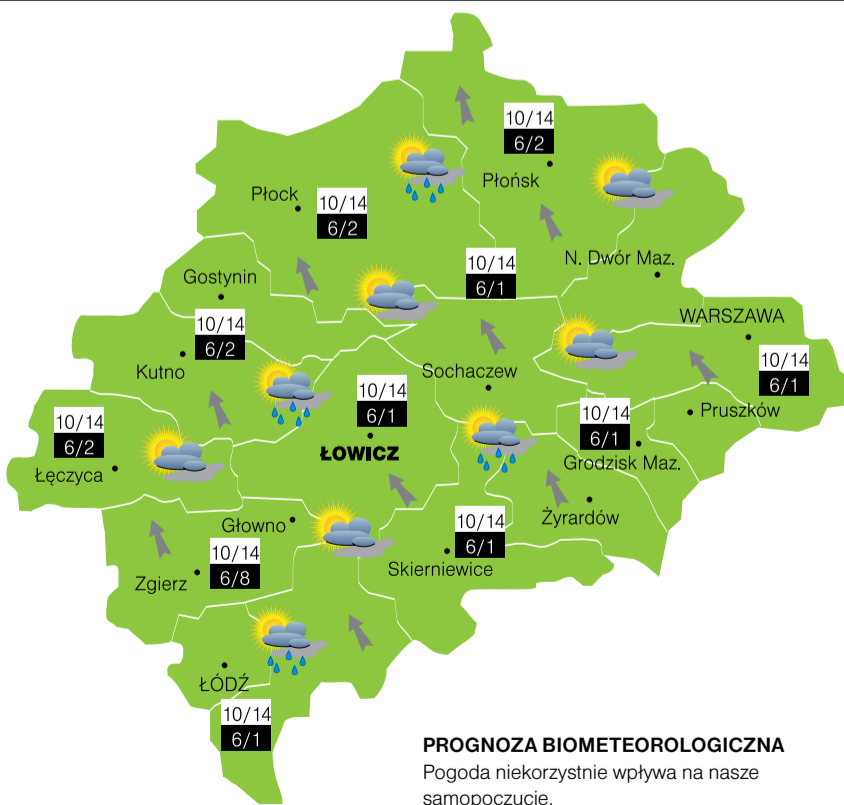 10/14
6/2
Płońsk
Płock
10/14
6/2
N. Dwór Maz.
10/14
6/1
Gostynin
10/14
6/2
Kutno
WARSZAWA
10/14
6/1
Sochaczew
10/14
6/1
ŁOWICZ
10/14
6/1
Pruszków
Grodzisk Maz.
10/14
6/2
Łęczyca
Żyrardów
Głowno
10/14
6/1
Skierniewice
10/14
6/8
Zgierz
ŁÓDŹ
10/14
6/1
PROGNOZA BIOMETEOROLOGICZNA
Pogoda niekorzystnie wpływa na nasze
samopoczucie.